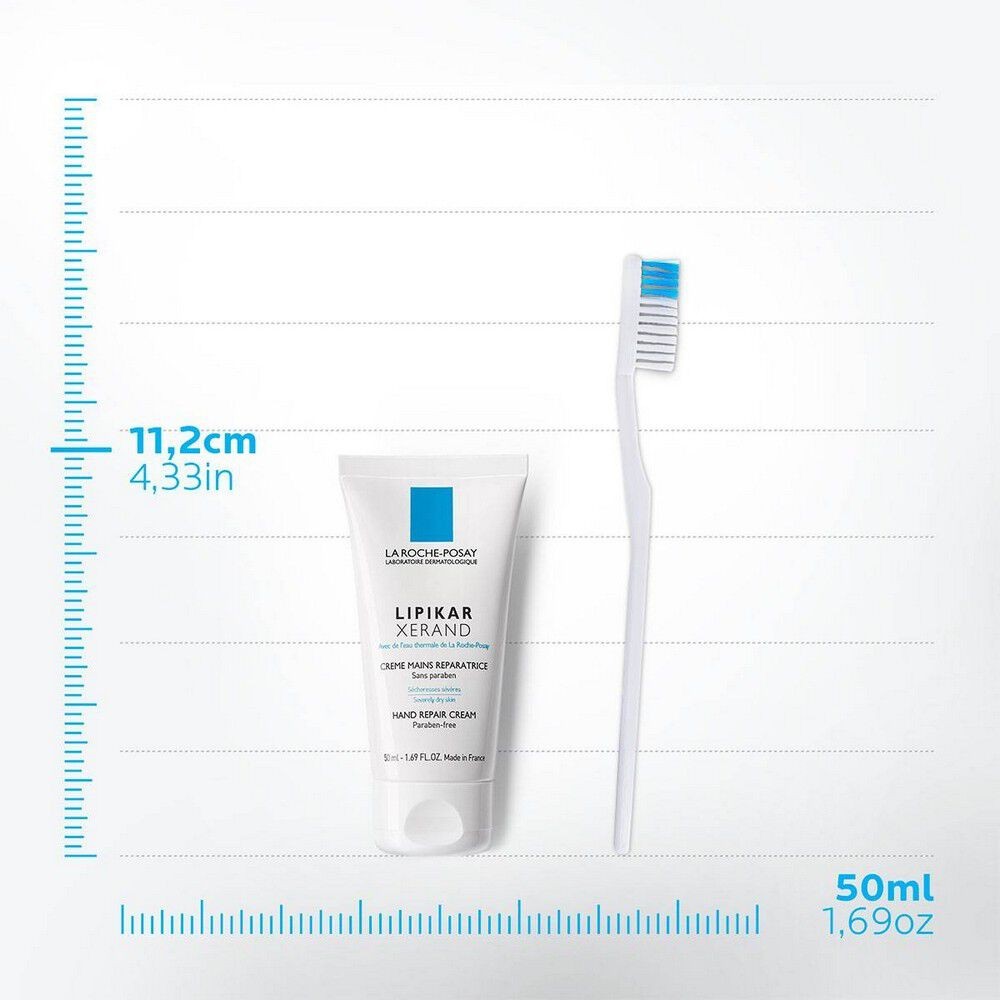 11,2cm
4,33in
LA ROCHE-POSAY
LABORATOIRE DERMATOLOGIQUE
LIPIKAR
XERAND
Avec de l'eau thermale de La Roche-Posay
CREME MAINS REPARATRICE
Sans paraben
Sécheresses sévères
Severely dry skin
HAND REPAIR CREAM
Paraben-free
50 ml - 1.69 FL.OZ. Made in France
50ml
1,69oz